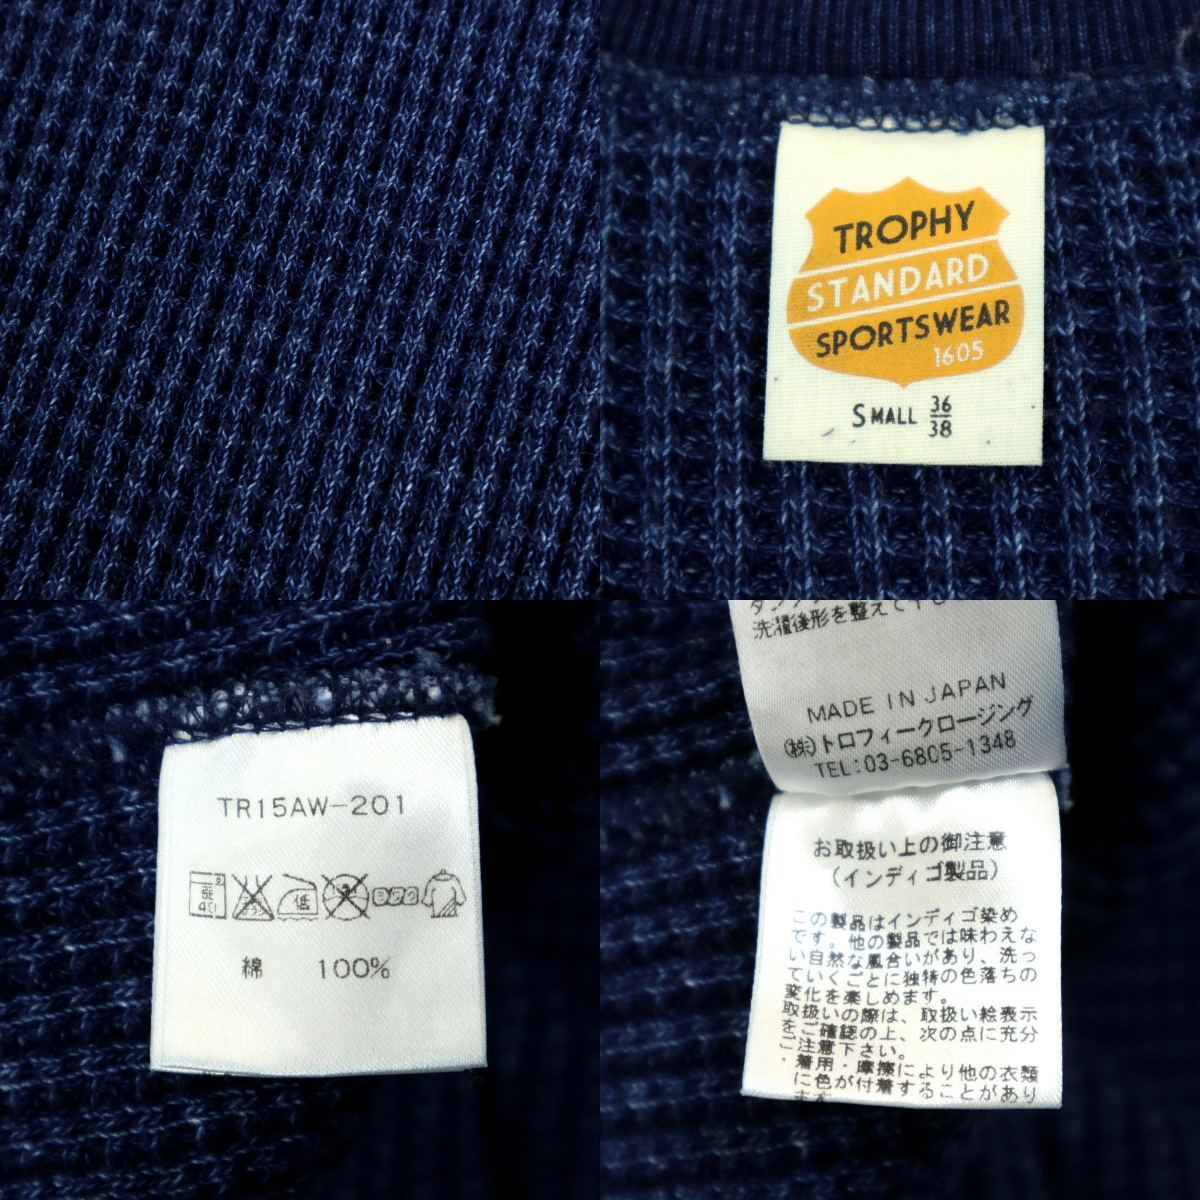 TROPHY
STANDARD
SPORTSWEAR
1605
SMALL 36/38
TR15AW-201
低
綿 100%
洗濯後形を整えて
MADE IN JAPAN
(株)トロフィークロージング
TEL:03-6805-1348
お取扱い上の御注意
(インディゴ製品)
この製品はインディゴ染め
です。他の製品では味わえな
い自然な風合いがあり、洗っ
ていくごとに独特の色落ちの
変化を楽しめます。
取扱いの際は、取扱い絵表示
をご確認の上、次の点に充分
ご注意下さい。
・着用・摩擦により他の衣類
に色が付着することがあり